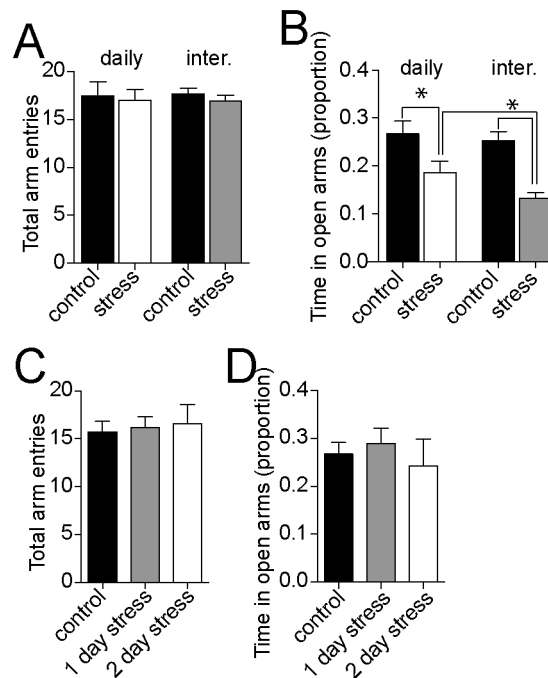 A
daily inter.
Total arm entries
20
15
10
5
0
control stress control stress
B
daily inter.
Time in open arms (proportion)
0.4
0.3
0.2
0.1
0.0
* *
control stress control stress
C
Total arm entries
20
15
10
5
0
control 1 day stress 2 day stress
D
Time in open arms (proportion)
0.4
0.3
0.2
0.1
0.0
control 1 day stress 2 day stress